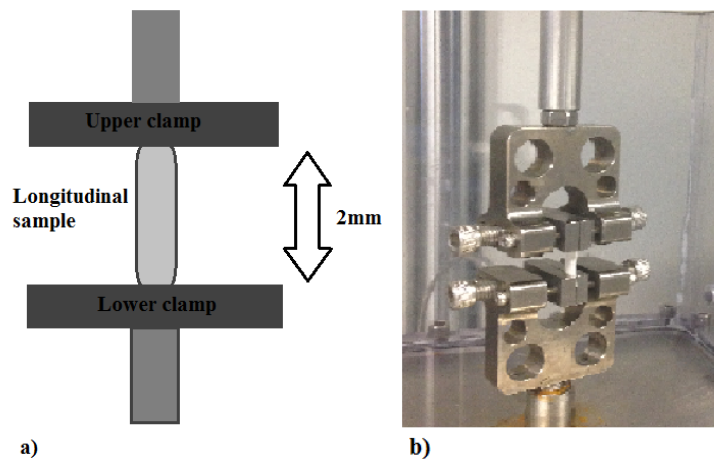 Upper clamp
Longitudinal
sample
2mm
Lower clamp
a)
b)